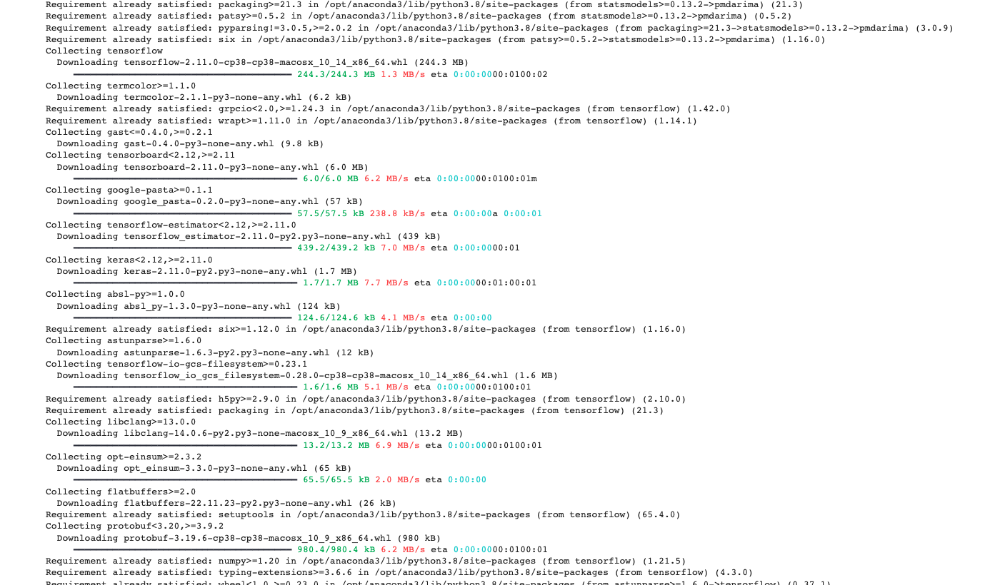 Requirement already satisfied: packaging>=21.3 in /opt/anaconda3/lib/python3.8/site-packages (from statsmodels>=0.13.2->pmdarima) (21.3)
Requirement already satisfied: patsy>=0.5.2 in /opt/anaconda3/lib/python3.8/site-packages (from statsmodels>=0.13.2->pmdarima) (0.5.2)
Requirement already satisfied: pyparsing!=3.0.5,>=2.0.2 in /opt/anaconda3/lib/python3.8/site-packages (from packaging>=21.3->statsmodels>=0.13.2->pmdarima) (3.0.9)
Requirement already satisfied: six in /opt/anaconda3/lib/python3.8/site-packages (from patsy>=0.5.2->statsmodels>=0.13.2->pmdarima) (1.16.0)
Collecting tensorflow
Downloading tensorflow-2.11.0-cp38-cp38-macosx_10_14_x86_64.whl (244.3 MB)
244.3/244.3 MB 1.3 MB/s eta 0:00:0000:0100:02
Collecting termcolor>=1.1.0
Downloading termcolor-2.1.1-py3-none-any.whl (6.2 kB)
Requirement already satisfied: grpcio<2.0,>=1.24.3 in /opt/anaconda3/lib/python3.8/site-packages (from tensorflow) (1.42.0)
Requirement already satisfied: wrapt>=1.11.0 in /opt/anaconda3/lib/python3.8/site-packages (from tensorflow) (1.14.1)
Collecting gast<=0.4.0,>=0.2.1
Downloading gast-0.4.0-py3-none-any.whl (9.8 kB)
Collecting tensorboard<2.12,>=2.11
Downloading tensorboard-2.11.0-py3-none-any.whl (6.0 MB)
6.0/6.0 MB 6.2 MB/s eta 0:00:0000:0100:01m
Collecting google-pasta>=0.1.1
Downloading google_pasta-0.2.0-py3-none-any.whl (57 kB)
57.5/57.5 kB 238.8 kB/s eta 0:00:00a 0:00:01
Collecting tensorflow-estimator<2.12,>=2.11.0
Downloading tensorflow_estimator-2.11.0-py2.py3-none-any.whl (439 kB)
439.2/439.2 kB 7.0 MB/s eta 0:00:0000:01
Collecting keras<2.12,>=2.11.0
Downloading keras-2.11.0-py2.py3-none-any.whl (1.7 MB)
1.7/1.7 MB 7.7 MB/s eta 0:00:0000:01:00:01
Collecting absl-py>=1.0.0
Downloading absl_py-1.3.0-py3-none-any.whl (124 kB)
124.6/124.6 kB 4.1 MB/s eta 0:00:00
Requirement already satisfied: six>=1.12.0 in /opt/anaconda3/lib/python3.8/site-packages (from tensorflow) (1.16.0)
Collecting astunparse>=1.6.0
Downloading astunparse-1.6.3-py2.py3-none-any.whl (12 kB)
Collecting tensorflow-io-gcs-filesystem>=0.23.1
Downloading tensorflow_io_gcs_filesystem-0.28.0-cp38-cp38-macosx_10_14_x86_64.whl (1.6 MB)
1.6/1.6 MB 5.1 MB/s eta 0:00:0000:0100:01
Requirement already satisfied: h5py>=2.9.0 in /opt/anaconda3/lib/python3.8/site-packages (from tensorflow) (2.10.0)
Requirement already satisfied: packaging in /opt/anaconda3/lib/python3.8/site-packages (from tensorflow) (21.3)
Collecting libclang>=13.0.0
Downloading libclang-14.0.6-py2.py3-none-macosx_10_9_x86_64.whl (13.2 MB)
13.2/13.2 MB 6.9 MB/s eta 0:00:0000:0100:01
Collecting opt-einsum>=2.3.2
Downloading opt_einsum-3.3.0-py3-none-any.whl (65 kB)
65.5/65.5 kB 2.0 MB/s eta 0:00:00
Collecting flatbuffers>=2.0
Downloading flatbuffers-22.11.23-py2.py3-none-any.whl (26 kB)
Requirement already satisfied: setuptools in /opt/anaconda3/lib/python3.8/site-packages (from tensorflow) (65.4.0)
Collecting protobuf<3.20,>=3.9.2
Downloading protobuf-3.19.6-cp38-cp38-macosx_10_9_x86_64.whl (980 kB)
980.4/980.4 kB 6.2 MB/s eta 0:00:0000:0100:01
Requirement already satisfied: numpy>=1.20 in /opt/anaconda3/lib/python3.8/site-packages (from tensorflow) (1.21.5)
Requirement already satisfied: typing-extensions>=3.6.6 in /opt/anaconda3/lib/python3.8/site-packages (from tensorflow) (4.3.0)
Requirement already satisfied: wheel<1.0,>=0.23.0 in /opt/anaconda3/lib/python3.8/site-packages (from astunparse>=1.6.0->tensorflow) (0.37.1)